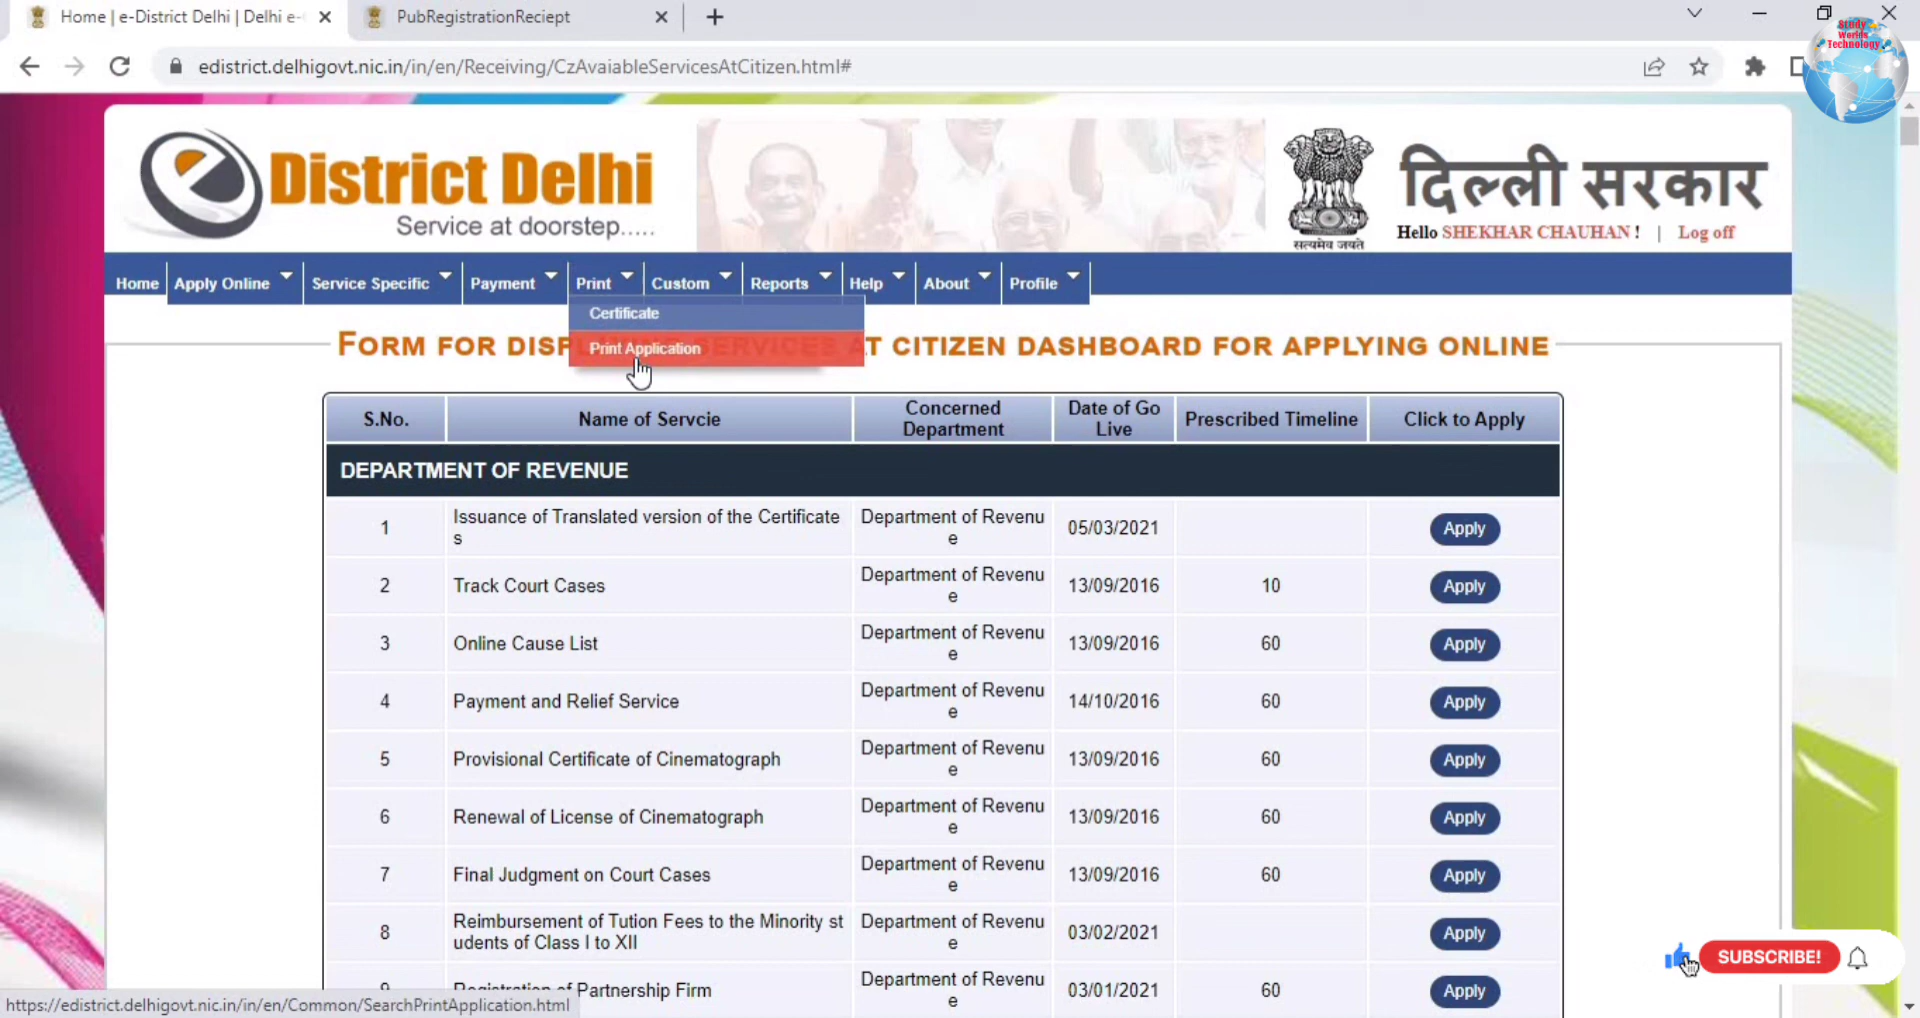 Home | e-District Delhi | Delhi e-
PubRegistrationReciept
edistrict.delhigovt.nic.in/in/en/Receiving/CzAvaiableServicesAtCitizen.html#
Study
Worlds
Technology
District Delhi
Service at doorstep.....
सत्यमेव जयते
दिल्ली सरकार
Hello SHEKHAR CHAUHAN ! | Log off
Home Apply Online Service Specific Payment Print Custom Reports Help About Profile
Certificate
Print Application
FORM FOR DISPL SERVICES AT CITIZEN DASHBOARD FOR APPLYING ONLINE
S.No. Name of Servcie Concerned Department Date of Go Live Prescribed Timeline Click to Apply
DEPARTMENT OF REVENUE
1 Issuance of Translated version of the Certificate
s Department of Revenu
e 05/03/2021 Apply
2 Track Court Cases Department of Revenu
e 13/09/2016 10 Apply
3 Online Cause List Department of Revenu
e 13/09/2016 60 Apply
4 Payment and Relief Service Department of Revenu
e 14/10/2016 60 Apply
5 Provisional Certificate of Cinematograph Department of Revenu
e 13/09/2016 60 Apply
6 Renewal of License of Cinematograph Department of Revenu
e 13/09/2016 60 Apply
7 Final Judgment on Court Cases Department of Revenu
e 13/09/2016 60 Apply
8 Reimbursement of Tution Fees to the Minority st
udents of Class I to XII Department of Revenu
e 03/02/2021 Apply
9 Registration of Partnership Firm Department of Revenu
e 03/01/2021 60 Apply
SUBSCRIBE!
https://edistrict.delhigovt.nic.in/in/en/Common/SearchPrintApplication.html